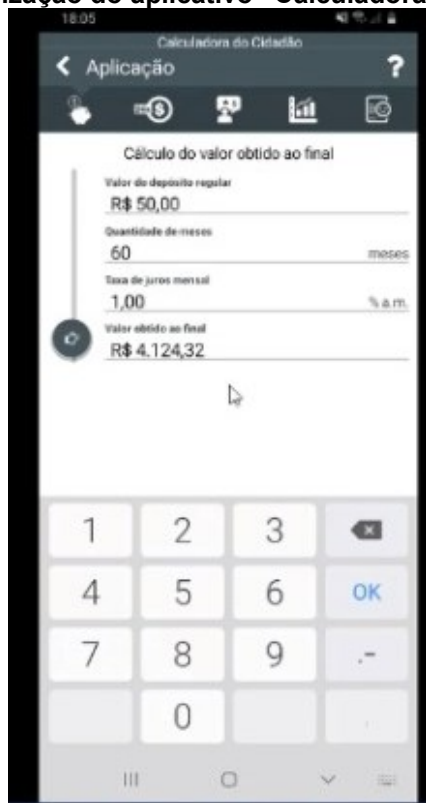 ização do aplicativo "Calculadora
18:05
Calculadora do Cidadão
Aplicação ?
Cálculo do valor obtido ao final
Valor do depósito regular
R$ 50,00
Quantidade de meses
60 meses
Taxa de juros mensal
1,00 % a.m.
Valor obtido ao final
R$ 4.124,32
1 2 3
4 5 6 OK
7 8 9 .-
0